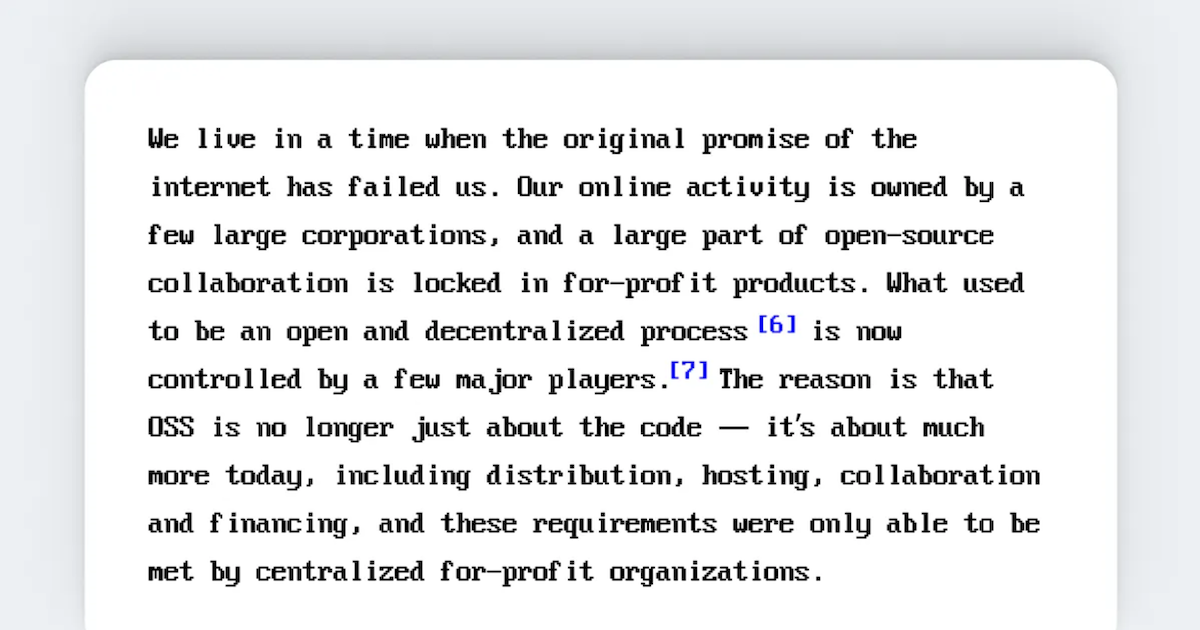 We live in a time when the original promise of the
internet has failed us. Our online activity is owned by a
few large corporations, and a large part of open-source
collaboration is locked in for-profit products. What used
to be an open and decentralized process [6] is now
controlled by a few major players.[7] The reason is that
OSS is no longer just about the code — it's about much
more today, including distribution, hosting, collaboration
and financing, and these requirements were only able to be
met by centralized for-profit organizations.